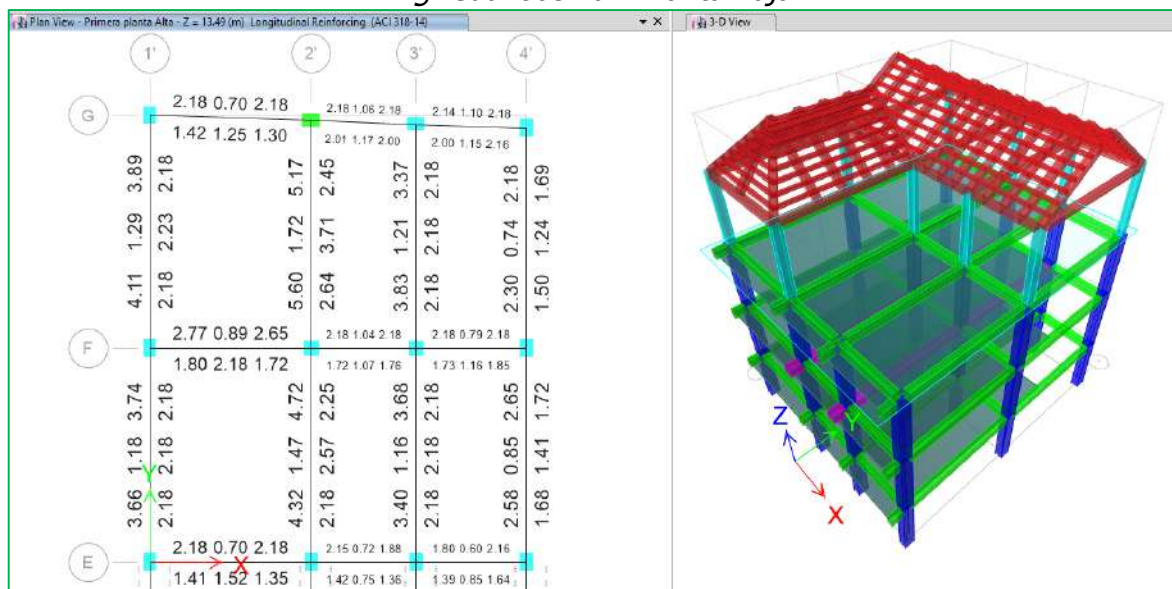 Plan View - Primera planta Alta - Z = 13.49 (m) Longitudinal Reinforcing (ACI 318-14)
3-D View
1' 2' 3' 4'
G
2.18 0.70 2.18 2.18 1.06 2.18 2.14 1.10 2.18
1.42 1.25 1.30 2.01 1.17 2.00 2.00 1.15 2.16
4.11 1.29 3.89
2.18 2.23 2.18
5.60 1.72 5.17
2.64 3.71 2.45
3.83 1.21 3.37
2.18 2.18 2.18
2.30 0.74 2.18
1.50 1.24 1.69
F
2.77 0.89 2.65 2.18 1.04 2.18 2.18 0.79 2.18
1.80 2.18 1.72 1.72 1.07 1.76 1.73 1.16 1.85
3.66 1.18 3.74
2.18 2.18 2.18
4.32 1.47 4.72
2.18 2.57 2.25
3.40 1.16 3.68
2.18 2.18 2.18
2.58 0.85 2.65
1.68 1.41 1.72
Y
E
2.18 0.70 2.18 2.15 0.72 1.88 1.80 0.60 2.16
X
1.41 1.52 1.35 1.42 0.75 1.36 1.39 0.85 1.64
Z
Y
X